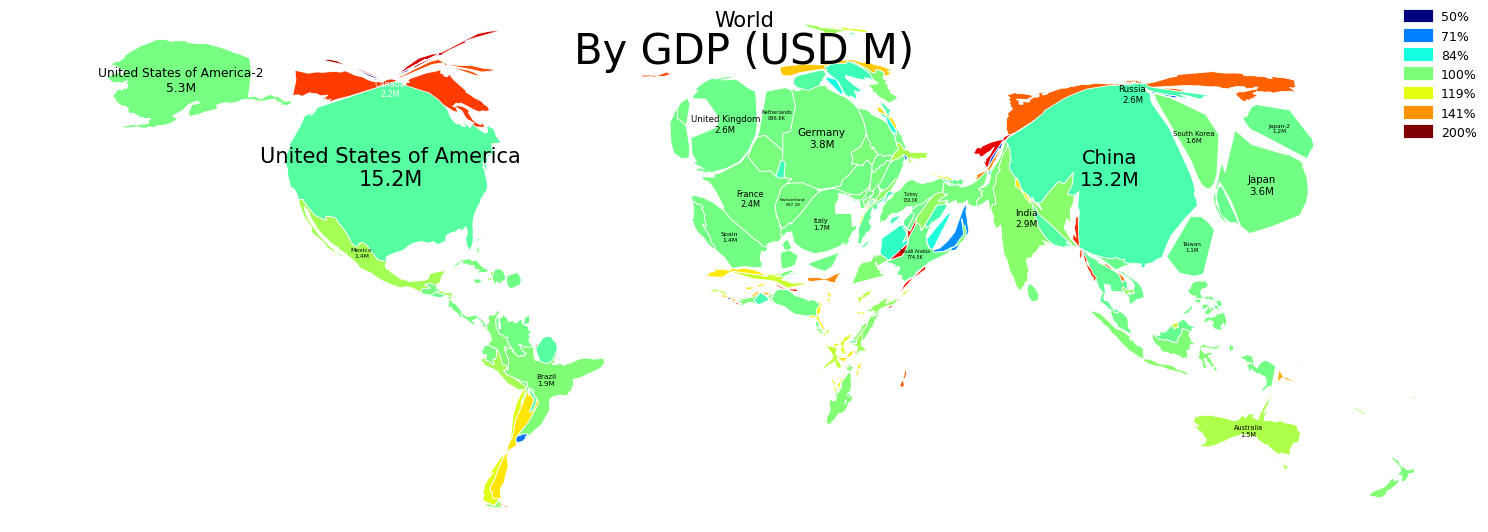 World
By GDP (USD M)
50%
71%
84%
100%
119%
141%
200%
United States of America-2
5.3M
Canada
2.2M
United States of America
15.2M
Mexico
1.4M
Brazil
1.9M
United Kingdom
2.6M
Netherlands
896.6K
Germany
3.8M
France
2.4M
Switzerland
697.1K
Italy
1.7M
Spain
1.4M
Turkey
730.0K
Saudi Arabia
774.5K
Russia
2.6M
China
13.2M
India
2.9M
South Korea
1.6M
Japan-2
1.2M
Japan
3.6M
Taiwan
1.1M
Australia
1.5M